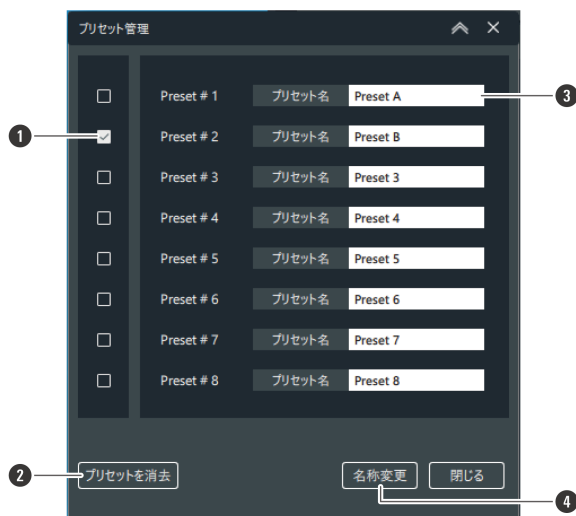 プリセット管理
Preset # 1 プリセット名 Preset A ❸
❶ Preset # 2 プリセット名 Preset B
Preset # 3 プリセット名 Preset 3
Preset # 4 プリセット名 Preset 4
Preset # 5 プリセット名 Preset 5
Preset # 6 プリセット名 Preset 6
Preset # 7 プリセット名 Preset 7
Preset # 8 プリセット名 Preset 8
❷ プリセットを消去 名称変更 閉じる
❹